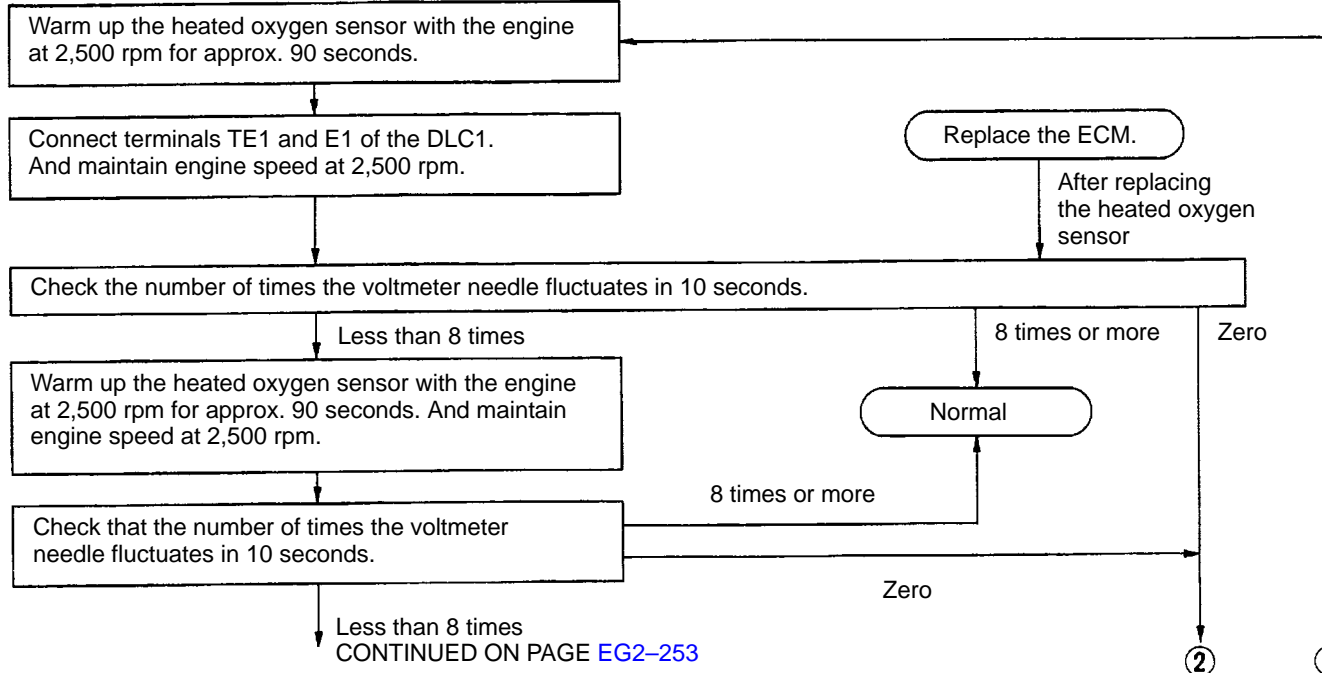 Warm up the heated oxygen sensor with the engine
at 2,500 rpm for approx. 90 seconds.
Connect terminals TE1 and E1 of the DLC1.
And maintain engine speed at 2,500 rpm.
Replace the ECM.
After replacing
the heated oxygen
sensor
Check the number of times the voltmeter needle fluctuates in 10 seconds.
Less than 8 times
8 times or more
Zero
Warm up the heated oxygen sensor with the engine
at 2,500 rpm for approx. 90 seconds. And maintain
engine speed at 2,500 rpm.
Normal
8 times or more
Check that the number of times the voltmeter
needle fluctuates in 10 seconds.
Zero
Less than 8 times
CONTINUED ON PAGE EG2–253
②